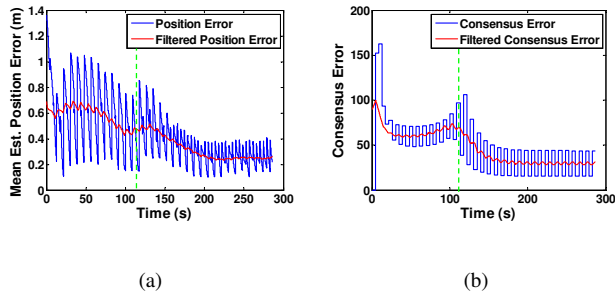 Mean Est. Position Error (m)
1.4
1.2
1
0.8
0.6
0.4
0.2
0
0
50
100
150
200
250
300
Time (s)
Position Error
Filtered Position Error
(a)
Consensus Error
200
150
100
50
0
0
100
200
300
Time (s)
Consensus Error
Filtered Consensus Error
(b)